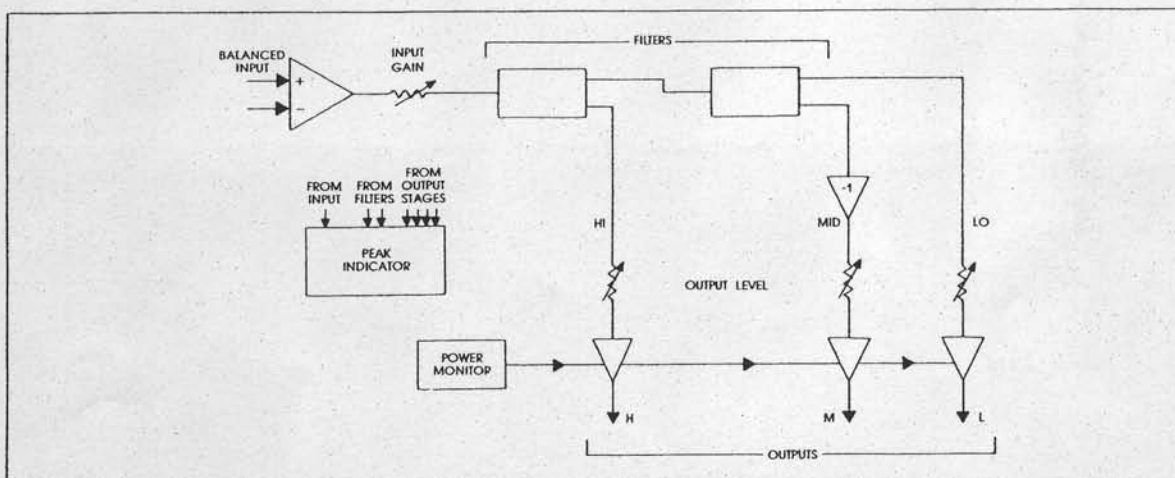 FILTERS
BALANCED
INPUT
INPUT
GAIN
+
−
FROM
INPUT
FROM
FILTERS
FROM
OUTPUT
STAGES
PEAK
INDICATOR
-1
HI
MID
LO
OUTPUT LEVEL
POWER
MONITOR
H
M
L
OUTPUTS